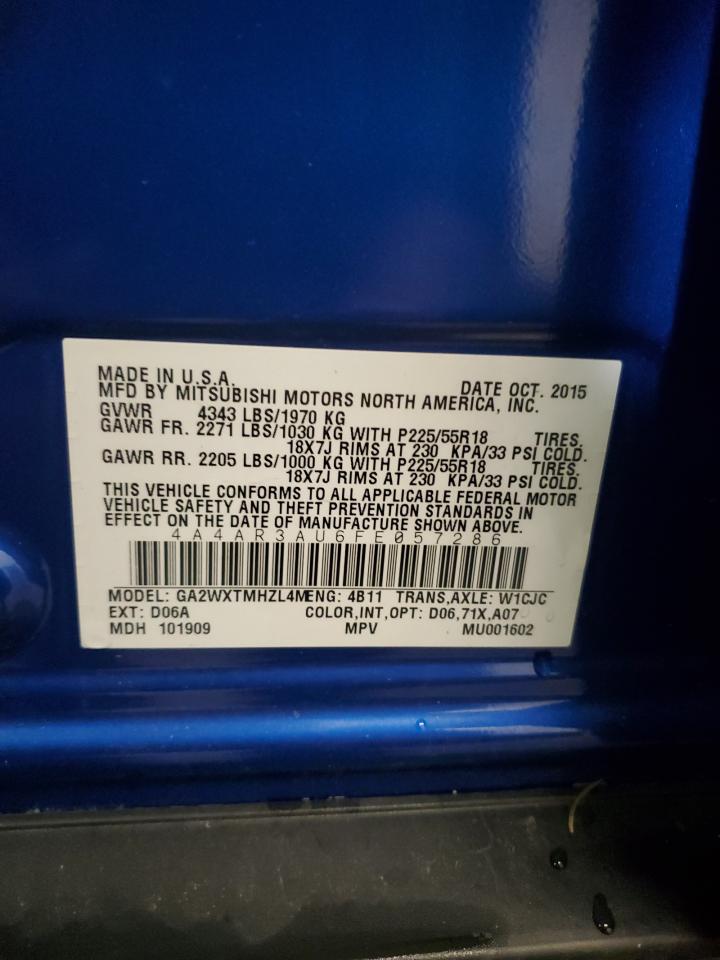 MADE IN U.S.A. DATE OCT. 2015
MFD BY MITSUBISHI MOTORS NORTH AMERICA, INC.
GVWR 4343 LBS/1970 KG
GAWR FR. 2271 LBS/1030 KG WITH P225/55R18 TIRES.
18X7J RIMS AT 230 KPA/33 PSI COLD.
GAWR RR. 2205 LBS/1000 KG WITH P225/55R18 TIRES.
18X7J RIMS AT 230 KPA/33 PSI COLD.
THIS VEHICLE CONFORMS TO ALL APPLICABLE FEDERAL MOTOR
VEHICLE SAFETY AND THEFT PREVENTION STANDARDS IN
EFFECT ON THE DATE OF MANUFACTURE SHOWN ABOVE.
4A4AR3AU6FE057286
MODEL: GA2WXTMHZL4M ENG: 4B11 TRANS,AXLE: W1CJC
EXT: D06A COLOR,INT,OPT: D06,71X,A07
MDH 101909 MPV MU001602